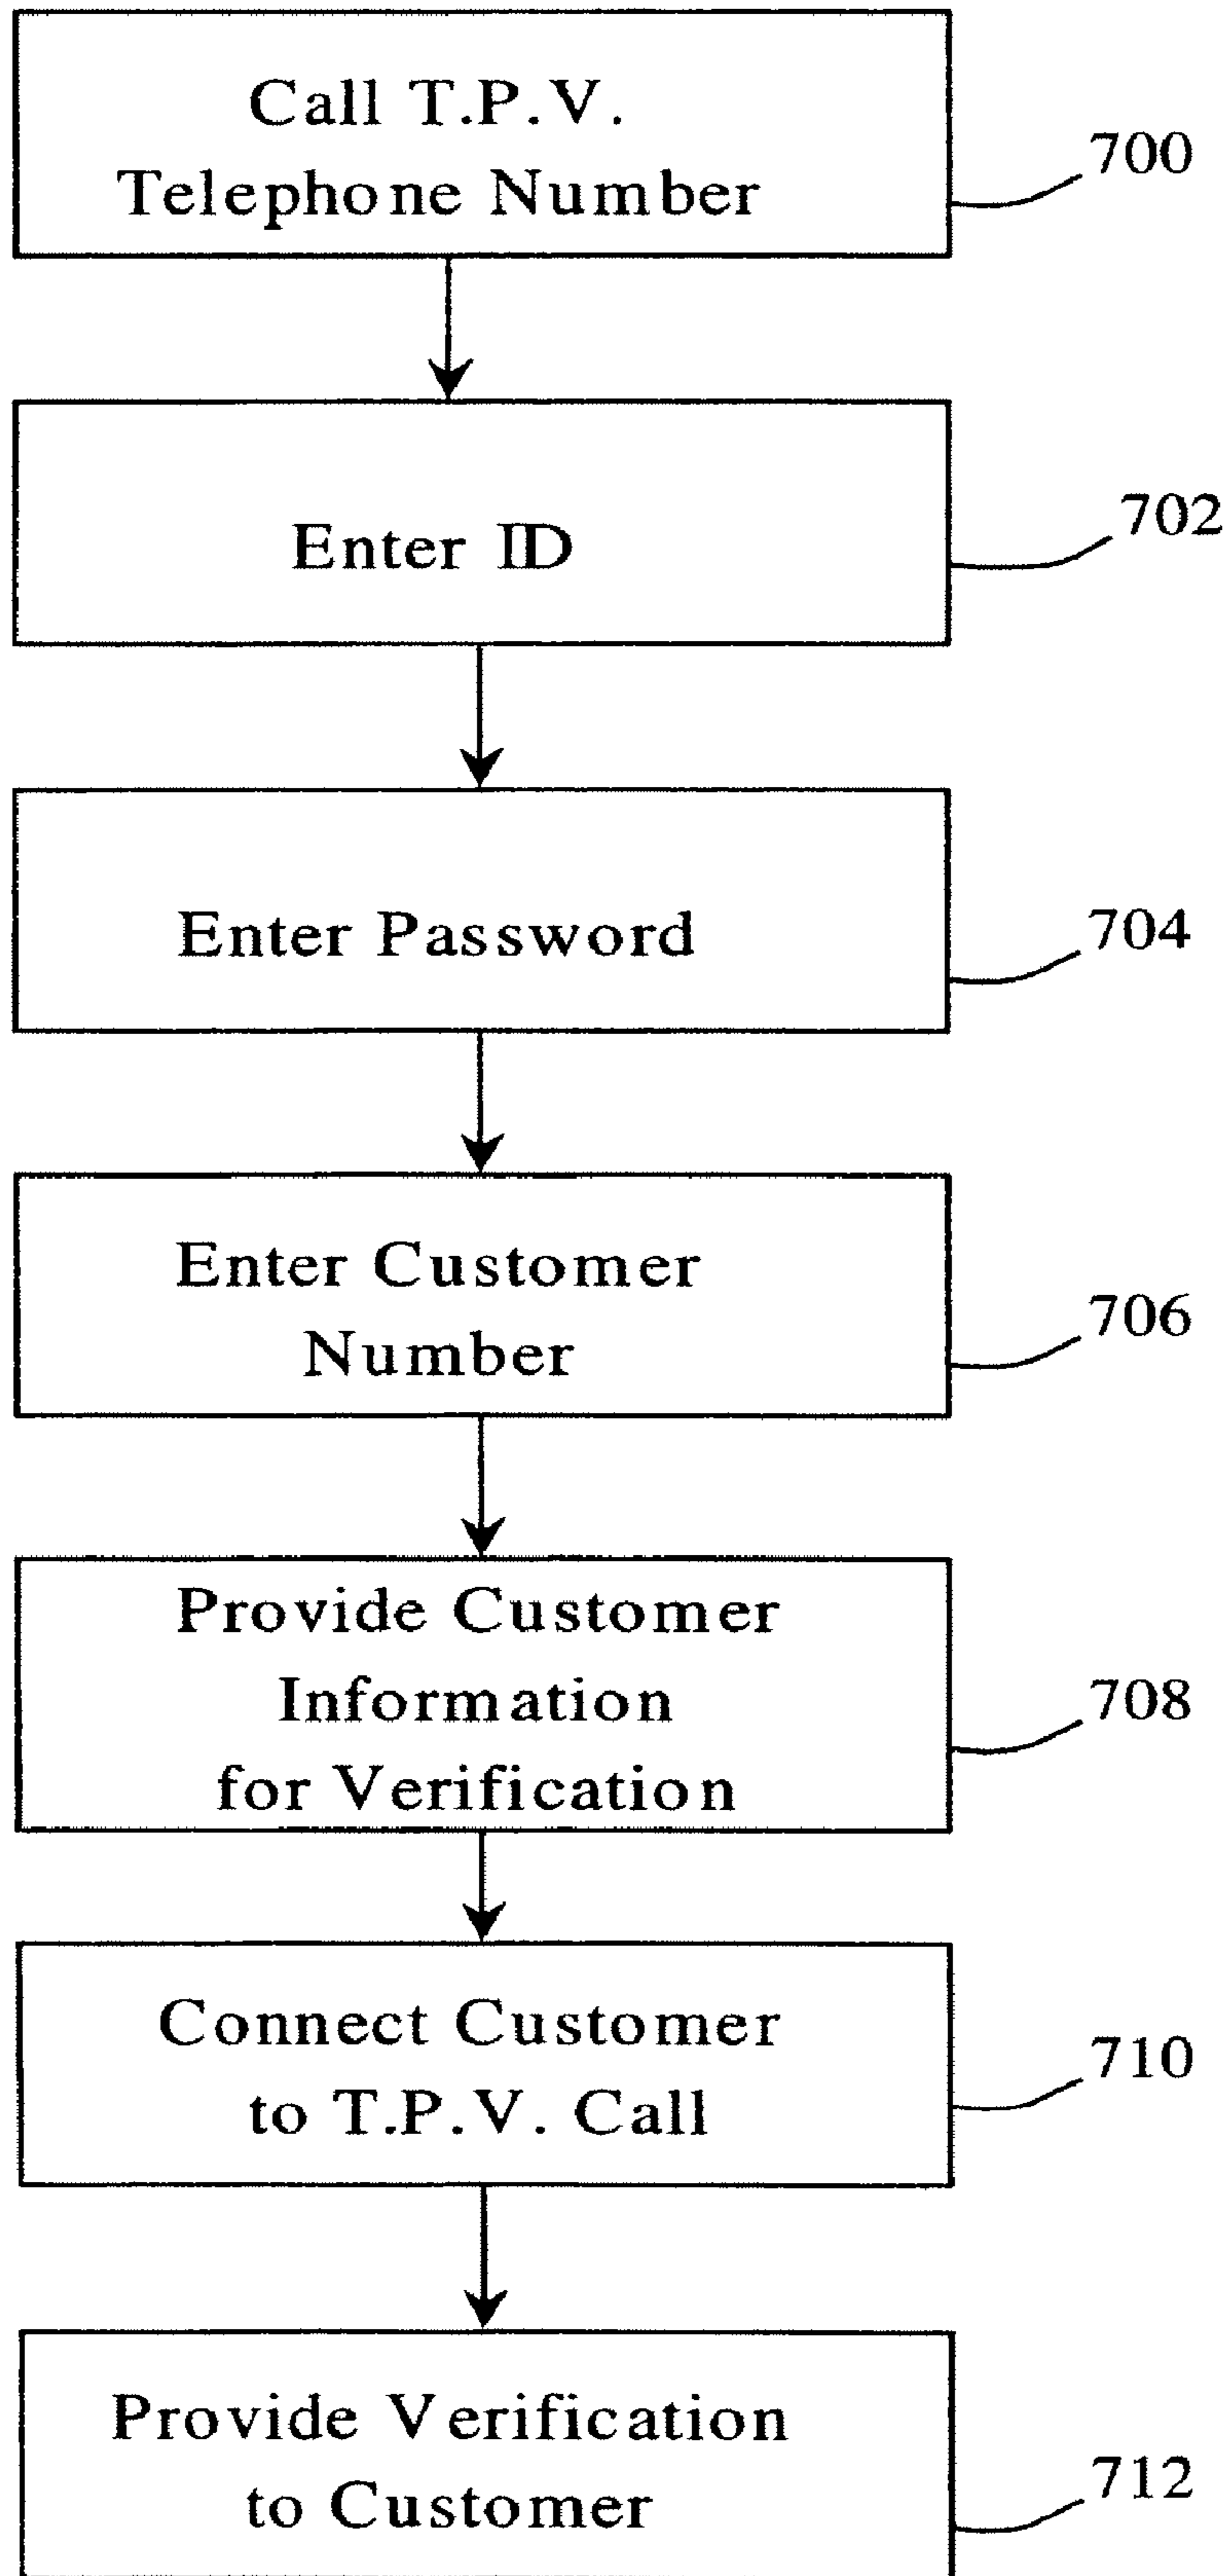 Call T.P.V.
Telephone Number
700
Enter ID
702
Enter Password
704
Enter Customer
Number
706
Provide Customer
Information
for Verification
708
Connect Customer
to T.P.V. Call
710
Provide Verification
to Customer
712